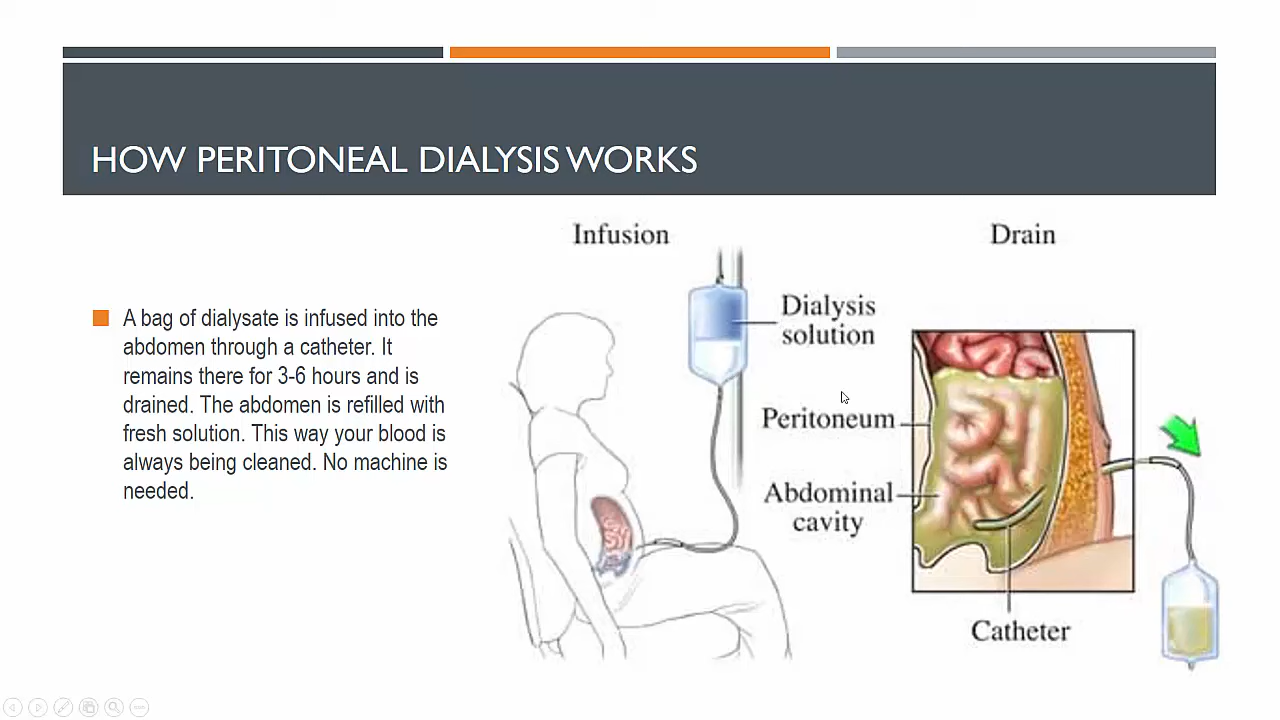 HOW PERITONEAL DIALYSIS WORKS
A bag of dialysate is infused into the
abdomen through a catheter. It
remains there for 3-6 hours and is
drained. The abdomen is refilled with
fresh solution. This way your blood is
always being cleaned. No machine is
needed.
Infusion
Dialysis
solution
Drain
Peritoneum
Abdominal
cavity
Catheter